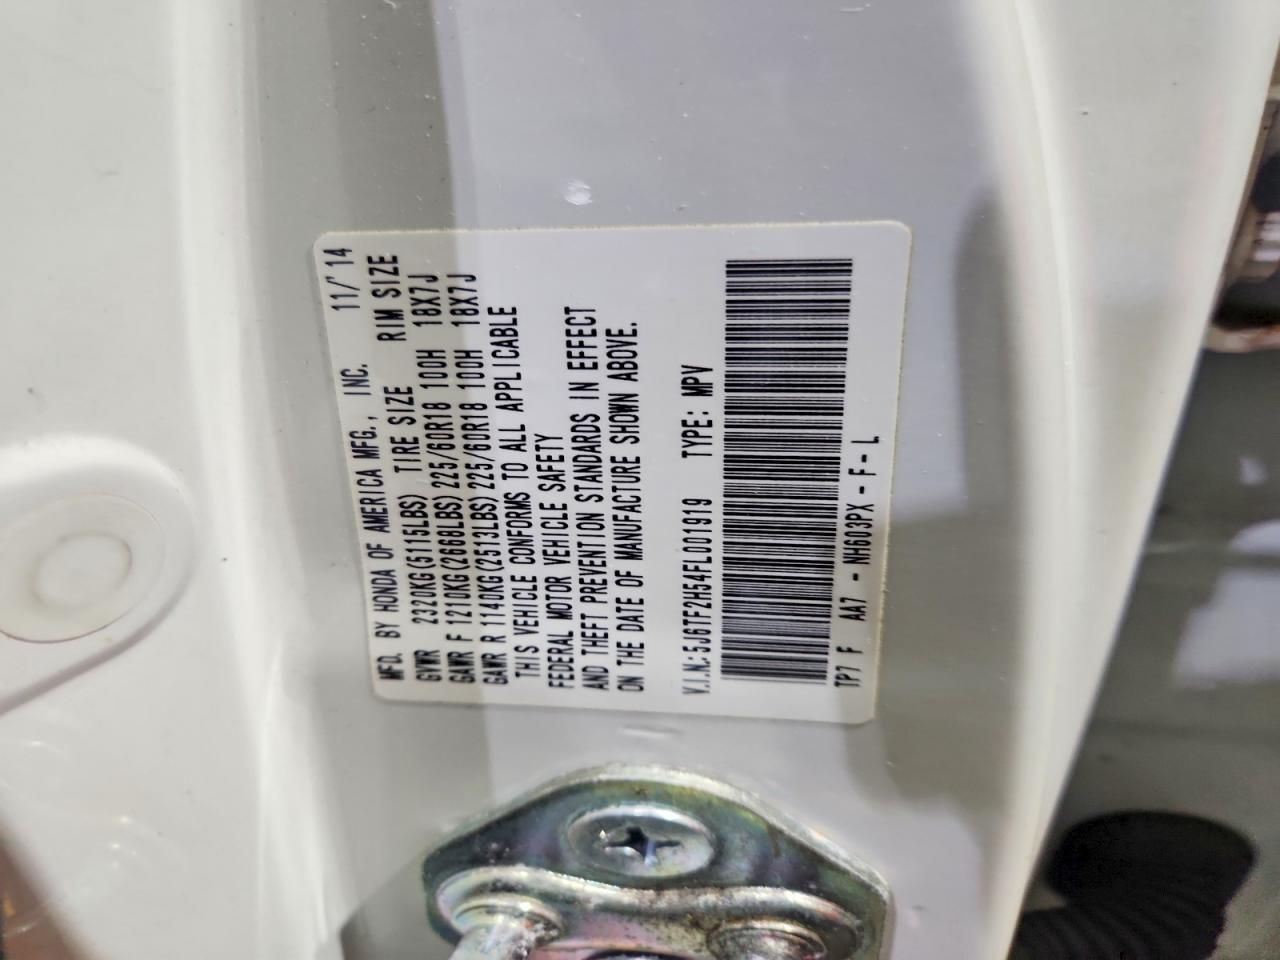 MFD. BY HONDA OF AMERICA MFG., INC. 11/'14
GVWR 2320KG(5115LBS) TIRE SIZE RIM SIZE
GAWR F 1210KG(2668LBS) 225/60R18 100H 18X7J
GAWR R 1140KG(2513LBS) 225/60R18 100H 18X7J
THIS VEHICLE CONFORMS TO ALL APPLICABLE
FEDERAL MOTOR VEHICLE SAFETY
AND THEFT PREVENTION STANDARDS IN EFFECT
ON THE DATE OF MANUFACTURE SHOWN ABOVE.
V.I.N.: 5J6TF2H54FL001919 TYPE: MPV
TP7 F AA7 - NH603PX - F - L